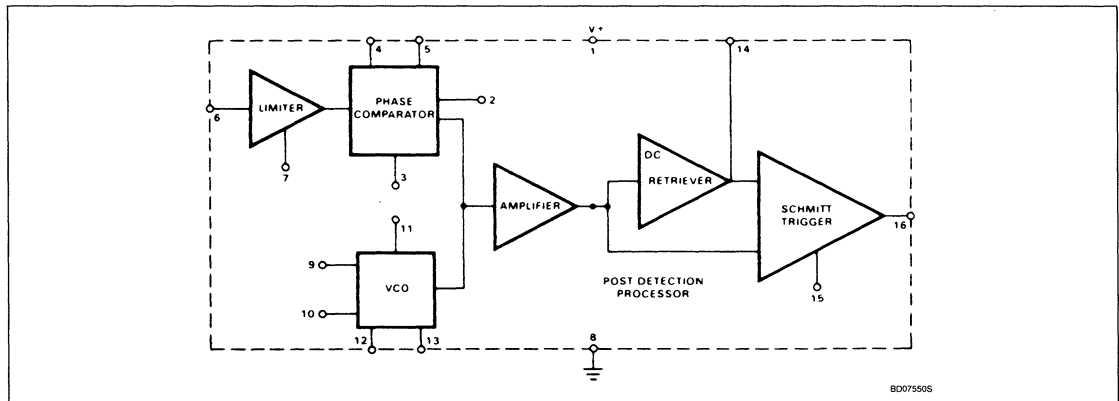 V+
1
4
5
14
LIMITER
6
7
PHASE
COMPARATOR
2
3
11
9
10
VCO
12
13
AMPLIFIER
DC
RETRIEVER
SCHMITT
TRIGGER
16
15
POST DETECTION
PROCESSOR
8
BD07550S